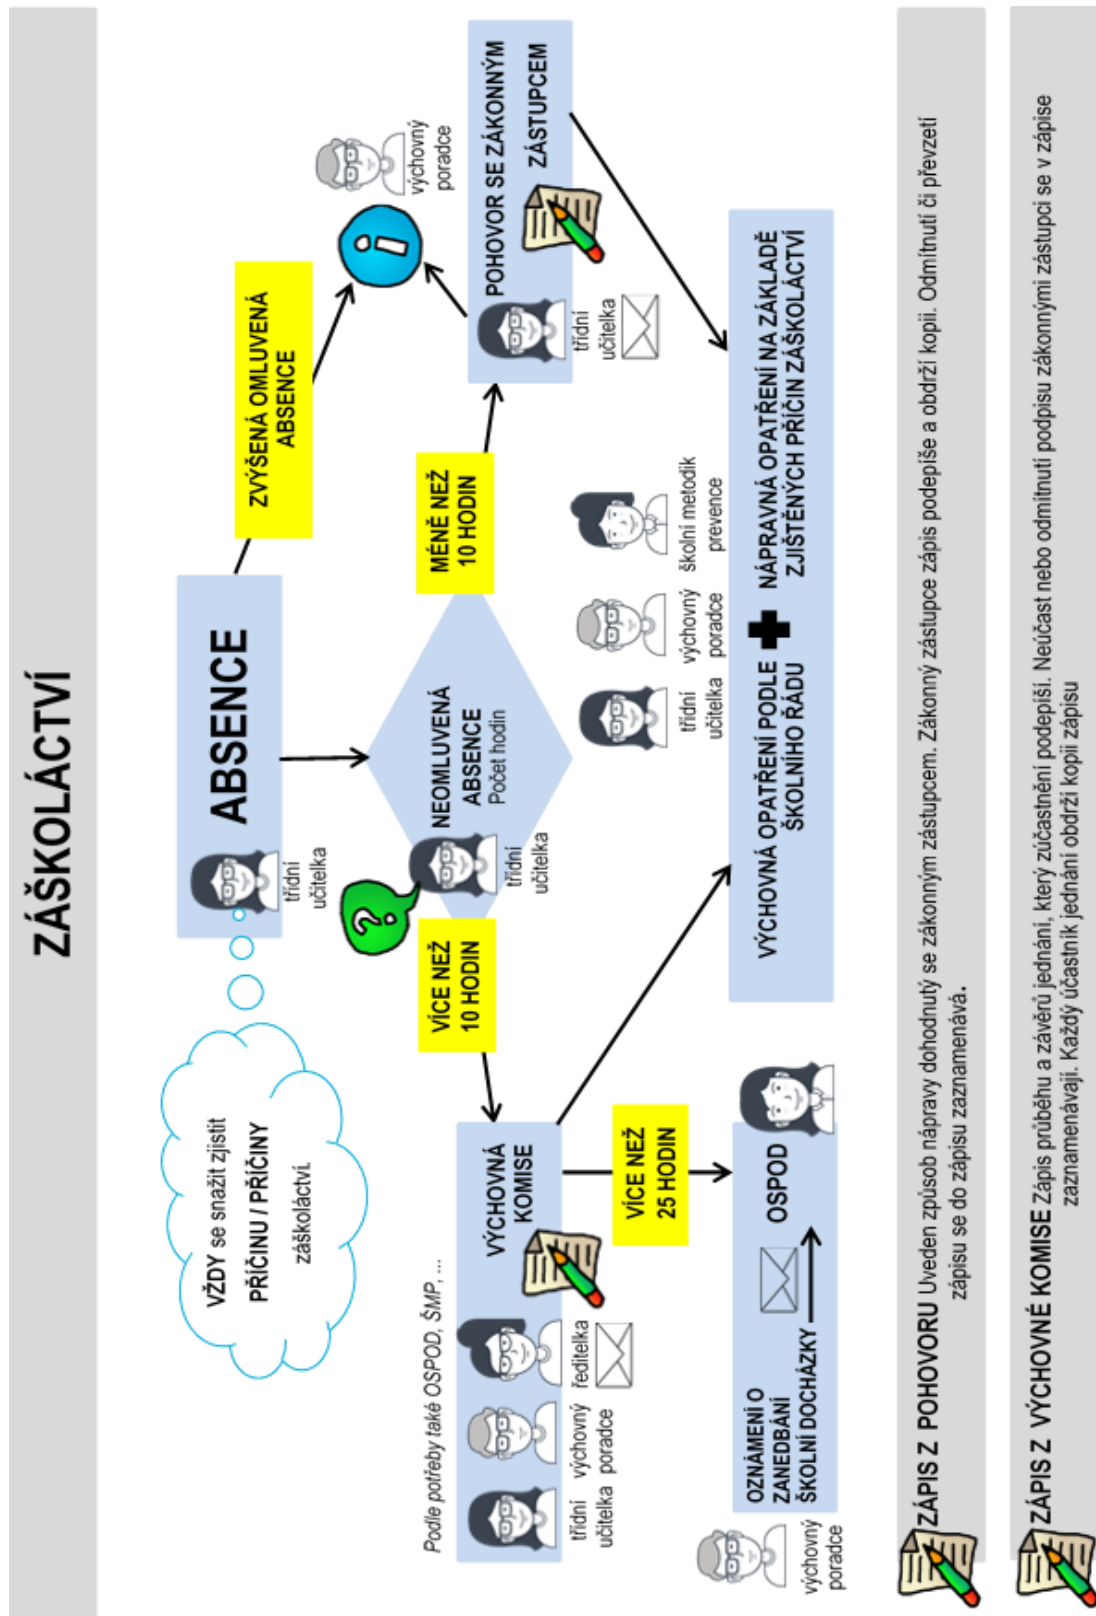 ZÁŠKOLÁCTVÍ
VŽDY se snažit zjistit
PŘÍČINU / PŘÍČINY
záškoláctví.
třídní
učitelka
ABSENCE
ZVÝŠENÁ OMLUVENÁ
ABSENCE
výchovný
poradce
VÍCE NEŽ
10 HODIN
třídní
učitelka
NEOMLUVENÁ
ABSENCE
Počet hodin
MÉNĚ NEŽ
10 HODIN
třídní
učitelka
POHOVOR SE ZÁKONNÝM
ZÁSTUPCEM
Podle potřeby také OSPOD, ŠMP, ...
třídní
učitelka
výchovný
poradce
ředitelka
VÝCHOVNÁ
KOMISE
VÍCE NEŽ
25 HODIN
třídní
učitelka
výchovný
poradce
školní metodik
prevence
výchovný
poradce
OZNÁMENÍ O
ZANEDBÁNÍ
ŠKOLNÍ DOCHÁZKY
OSPOD
VÝCHOVNÁ OPATŘENÍ PODLE
ŠKOLNÍHO ŘÁDU
NÁPRAVNÁ OPATŘENÍ NA ZÁKLADĚ
ZJIŠTĚNÝCH PŘÍČIN ZÁŠKOLÁCTVÍ
ZÁPIS Z POHOVORU Uveden způsob nápravy dohodnutý se zákonným zástupcem. Zákonný zástupce zápis podepíše a obdrží kopii. Odmítnutí či převzetí
zápisu se do zápisu zaznamenává.
ZÁPIS Z VÝCHOVNÉ KOMISE Zápis průběhu a závěrů jednání, který zúčastnění podepíší. Neúčast nebo odmítnutí podpisu zákonnými zástupci se v zápise
zaznamenávají. Každý účastník jednání obdrží kopii zápisu